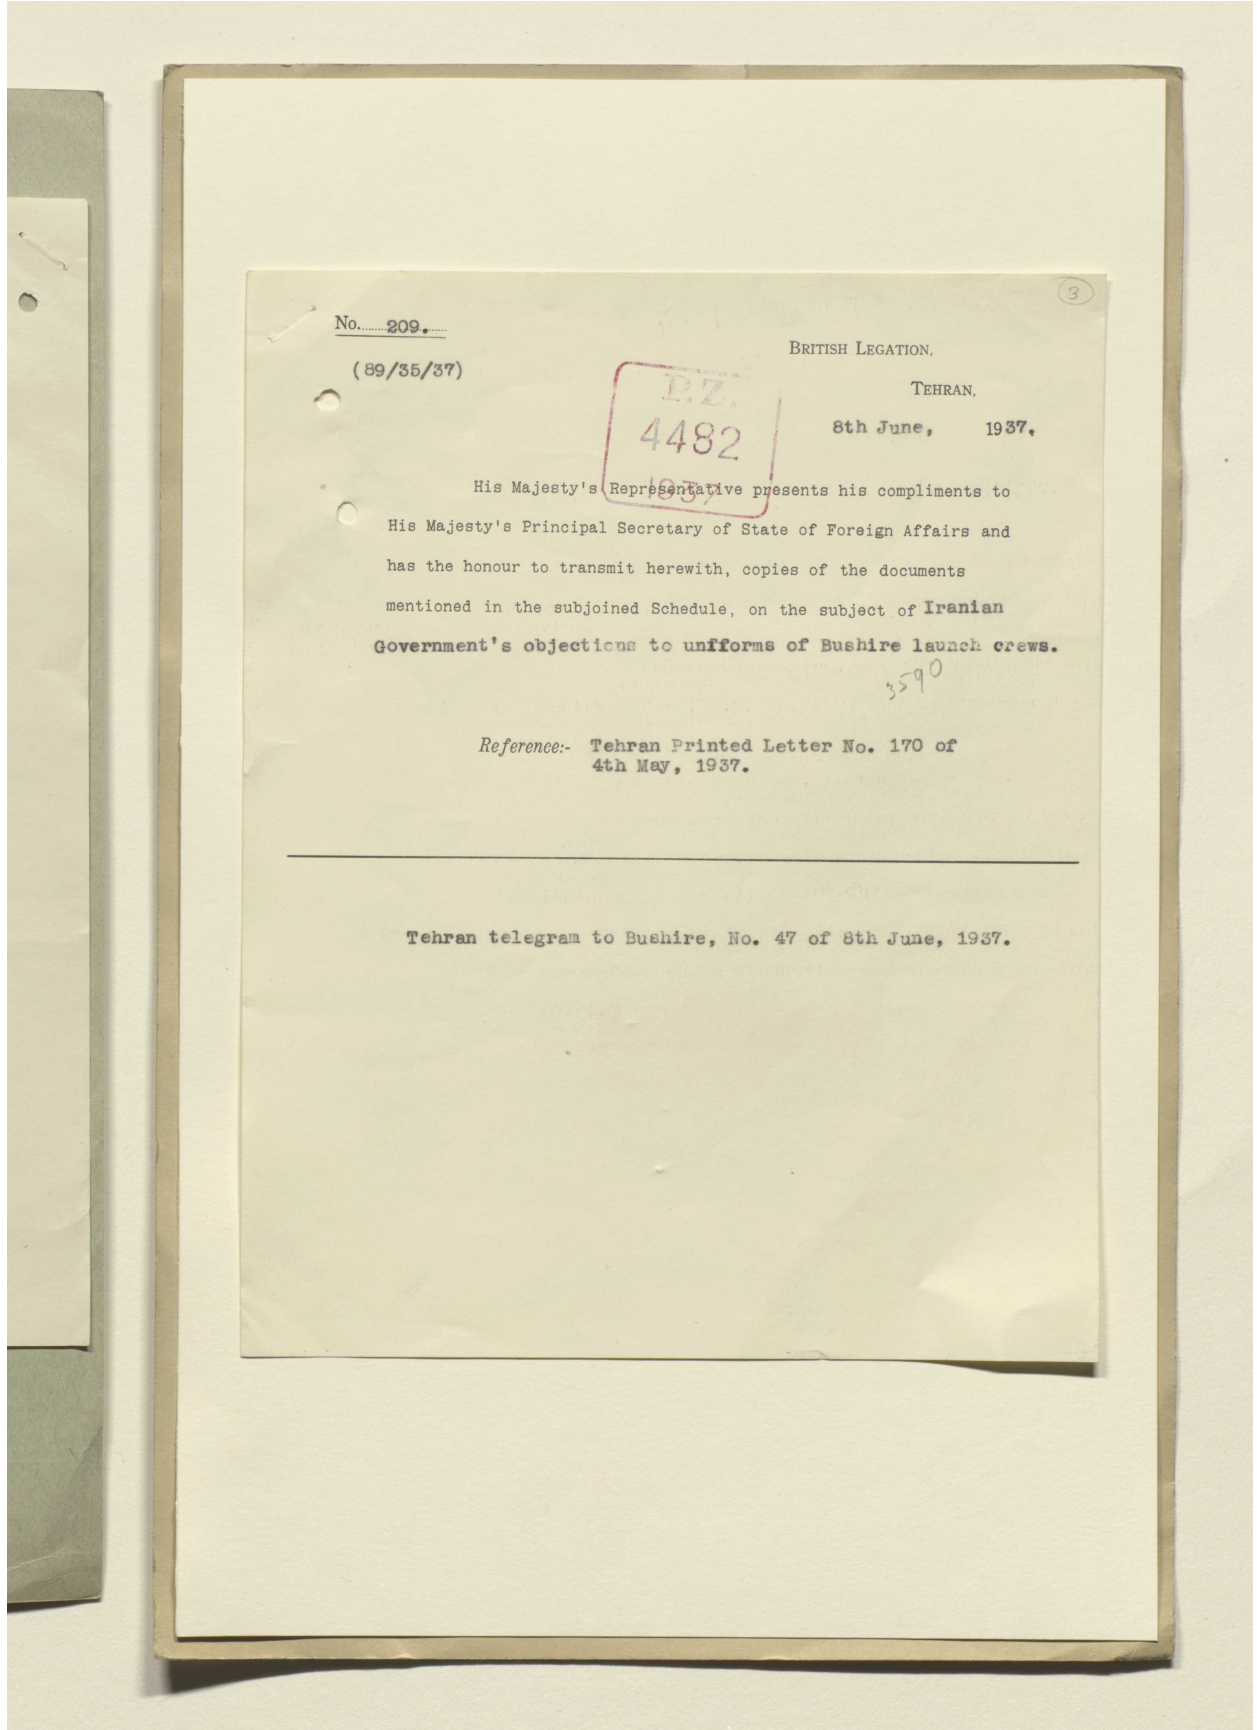 3
No. 209.
(89/35/37)
BRITISH LEGATION,
TEHRAN,
8th June, 1937.
P.Z.
4482
1937
His Majesty's Representative presents his compliments to
His Majesty's Principal Secretary of State of Foreign Affairs and
has the honour to transmit herewith, copies of the documents
mentioned in the subjoined Schedule, on the subject of Iranian
Government's objections to uniforms of Bushire launch crews.
3590
Reference:- Tehran Printed Letter No. 170 of
4th May, 1937.
Tehran telegram to Bushire, No. 47 of 8th June, 1937.